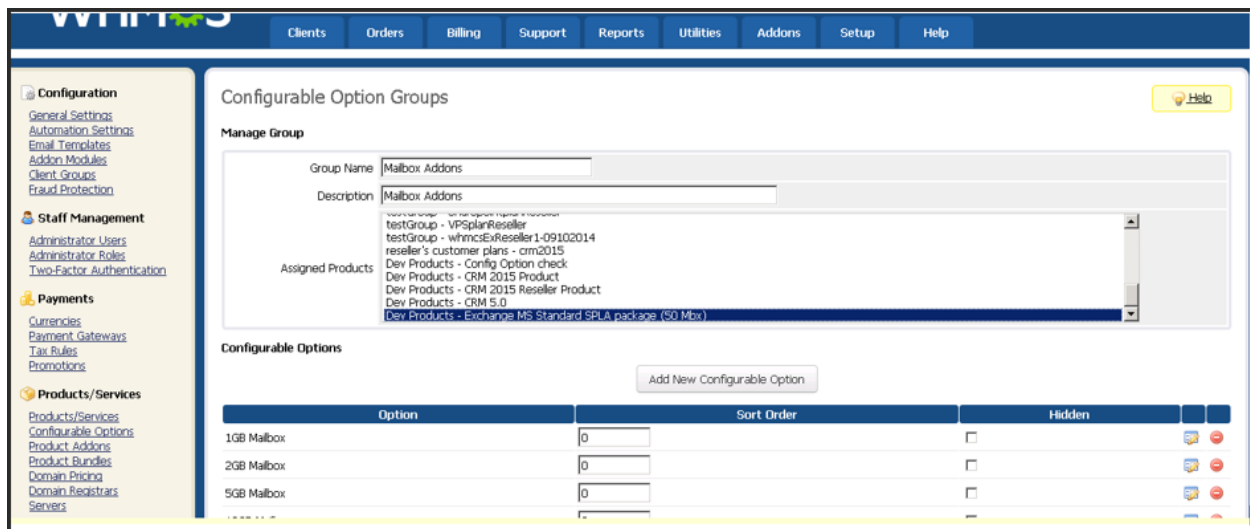 WHMCS
Clients Orders Billing Support Reports Utilities Addons Setup Help
Configuration
General Settings
Automation Settings
Email Templates
Addon Modules
Client Groups
Fraud Protection
Staff Management
Administrator Users
Administrator Roles
Two-Factor Authentication
Payments
Currencies
Payment Gateways
Tax Rules
Promotions
Products/Services
Products/Services
Configurable Options
Product Addons
Product Bundles
Domain Pricing
Domain Registrars
Servers
Configurable Option Groups
Help
Manage Group
Group Name Mailbox Addons
Description Mailbox Addons
Assigned Products
testGroup - VPSplanReseller
testGroup - whmcsExReseller1-09102014
reseller's customer plans - crm2015
Dev Products - Config Option check
Dev Products - CRM 2015 Product
Dev Products - CRM 2015 Reseller Product
Dev Products - CRM 5.0
Dev Products - Exchange MS Standard SPLA package (50 Mbx)
Configurable Options
Add New Configurable Option
Option Sort Order Hidden
1GB Mailbox 0
2GB Mailbox 0
5GB Mailbox 0